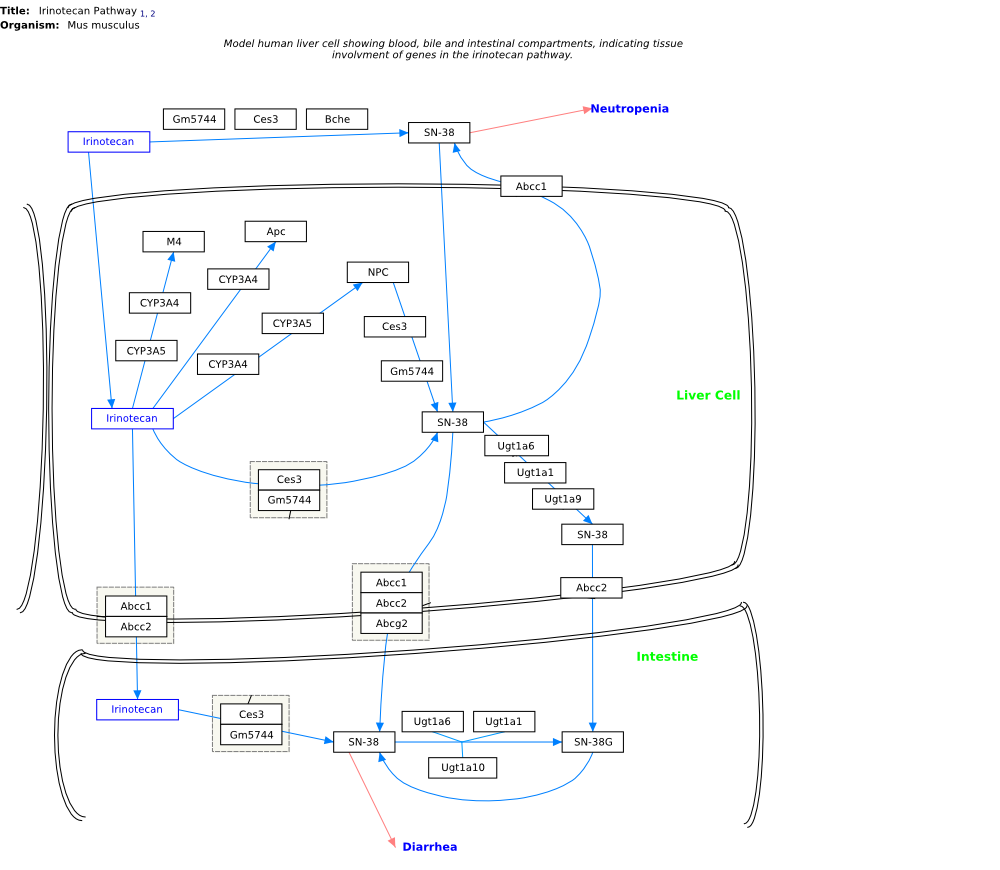 Title: Irinotecan Pathway 1, 2
Organism: Mus musculus
Model human liver cell showing blood, bile and intestinal compartments, indicating tissue
involvment of genes in the irinotecan pathway.
Neutropenia
Gm5744 Ces3 Bche
SN-38
Irinotecan
Abcc1
Apc
M4
NPC
CYP3A4
CYP3A4
CYP3A5
Ces3
CYP3A5
CYP3A4
Gm5744
Liver Cell
Irinotecan
SN-38
Ugt1a6
Ugt1a1
Ces3
Gm5744
Ugt1a9
SN-38
Abcc1
Abcc2
Abcc2
Abcg2
Abcc1
Abcc2
Intestine
Irinotecan
Ces3
Gm5744
Ugt1a6 Ugt1a1
SN-38
SN-38G
Ugt1a10
Diarrhea